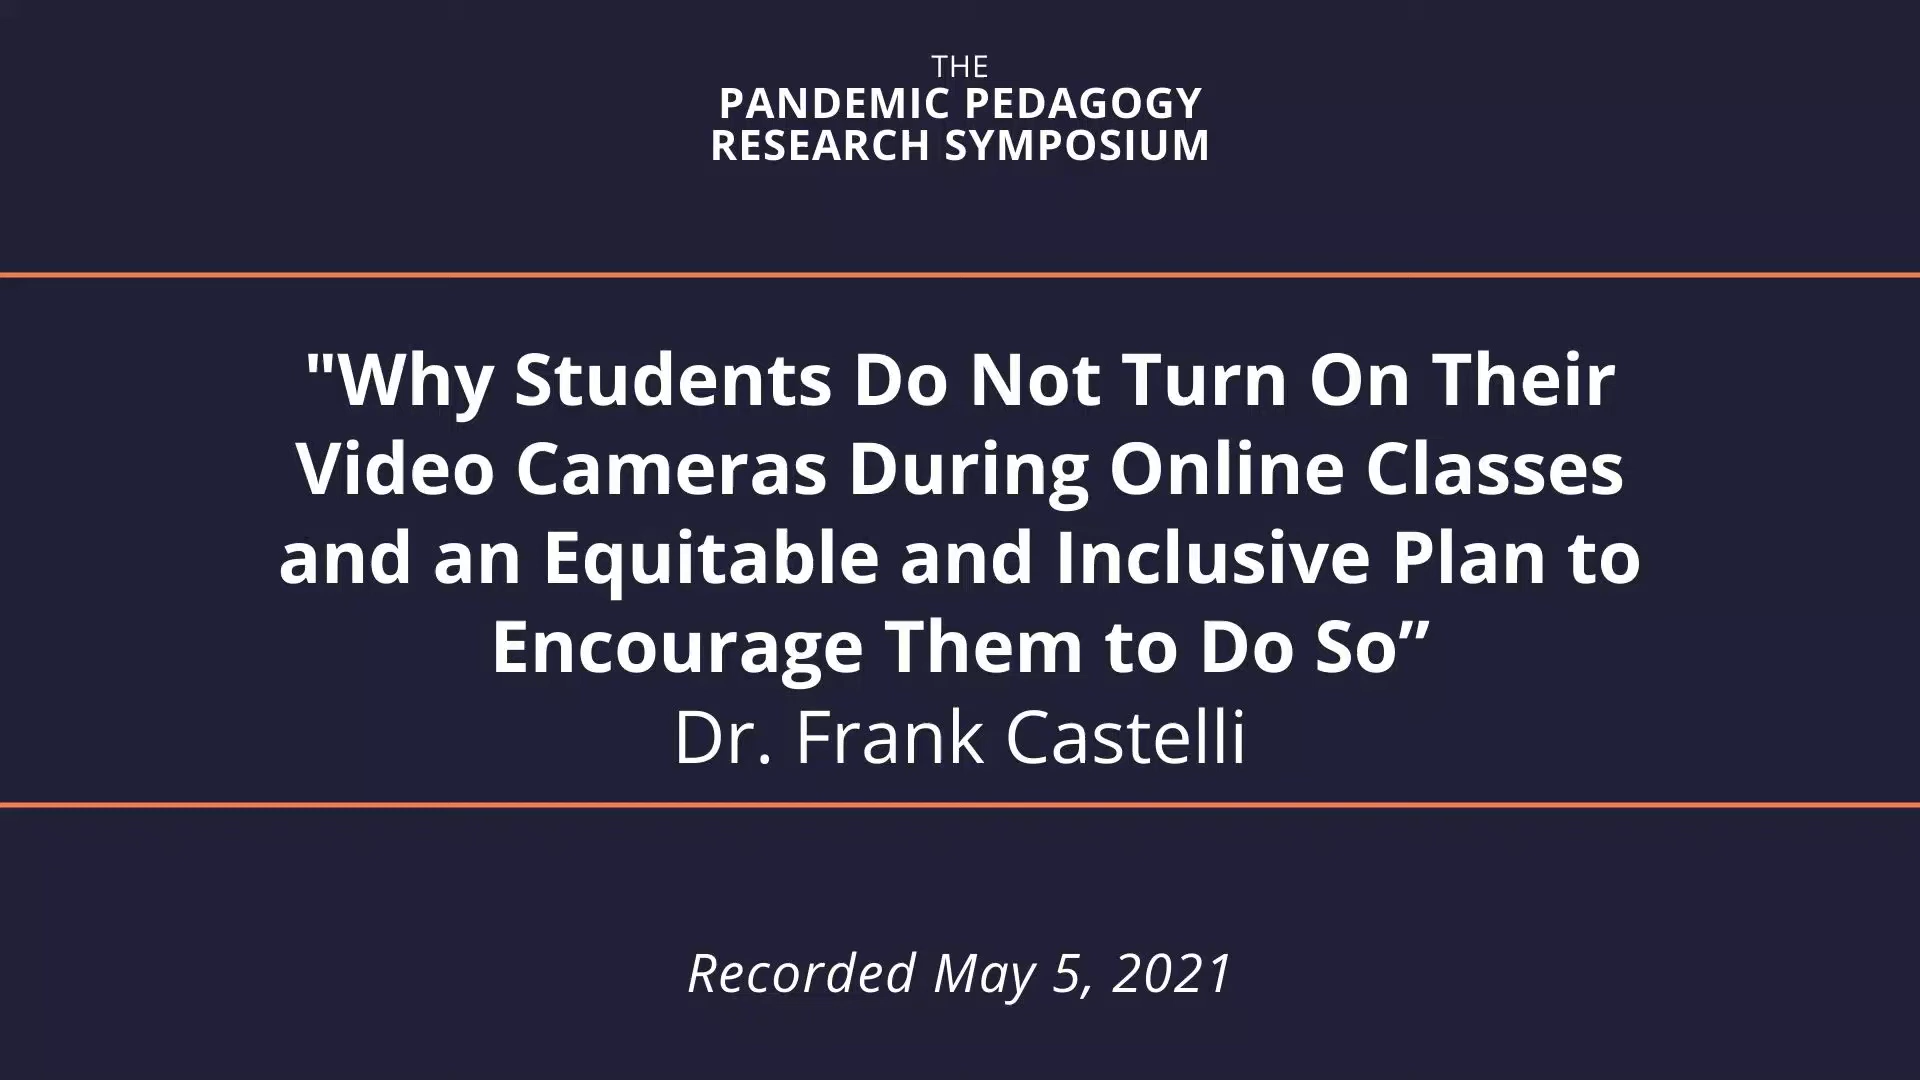 THE
PANDEMIC PEDAGOGY
RESEARCH SYMPOSIUM
"Why Students Do Not Turn On Their
Video Cameras During Online Classes
and an Equitable and Inclusive Plan to
Encourage Them to Do So”
Dr. Frank Castelli
Recorded May 5, 2021